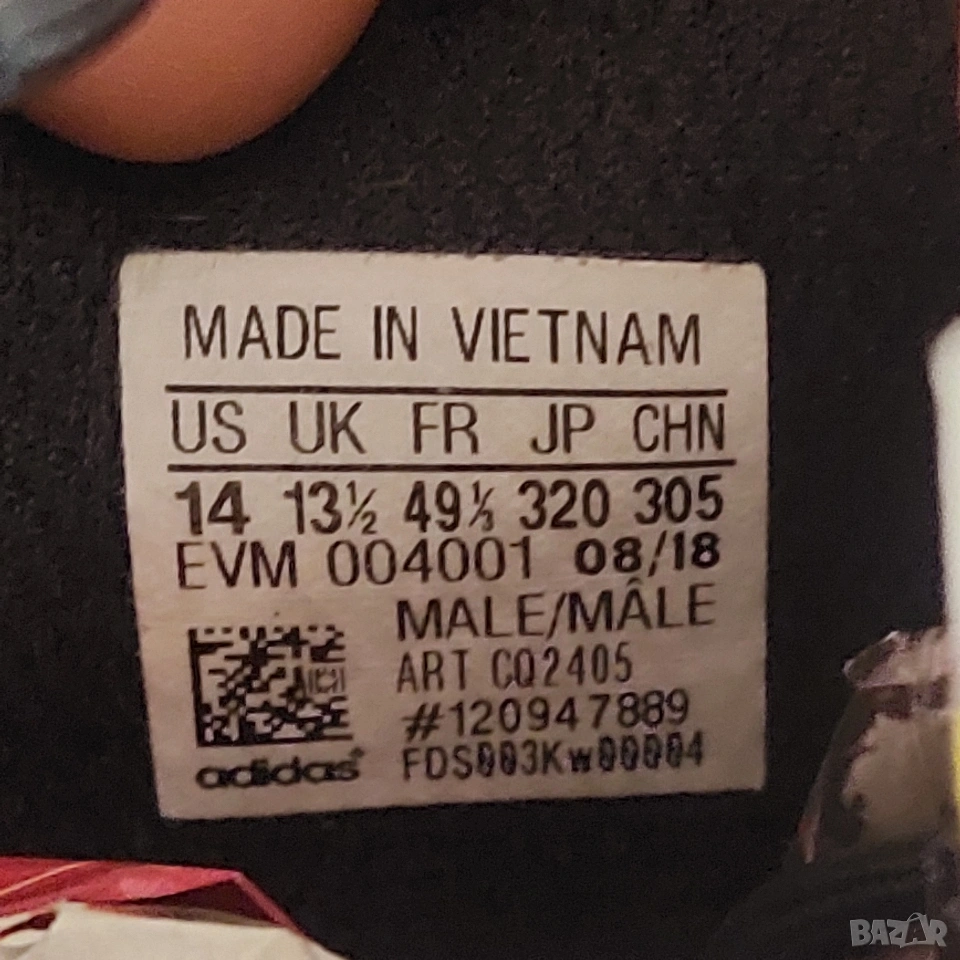 MADE IN VIETNAM
US UK FR JP CHN
14 13½ 49⅓ 320 305
EVM 004001 08/18
MALE/MÂLE
ART CQ2405
#120947889
FDS003Kw00004
adidas
BAZAR